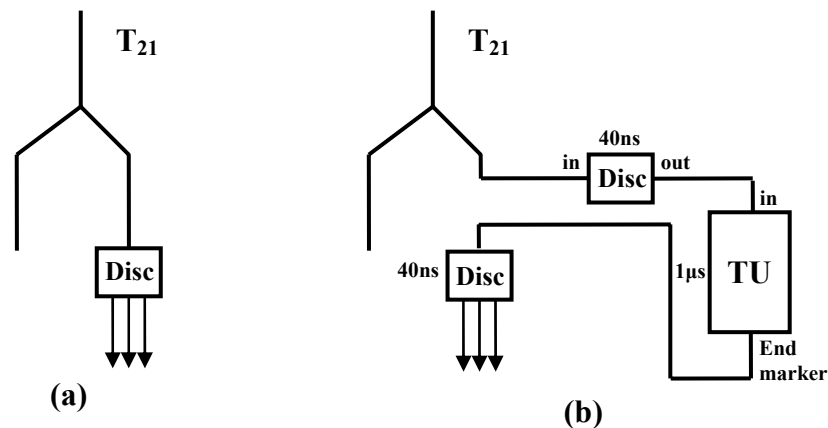 T₂₁
Disc
(a)
T₂₁
40ns
in
Disc
out
in
40ns
Disc
1μs
TU
End
marker
(b)